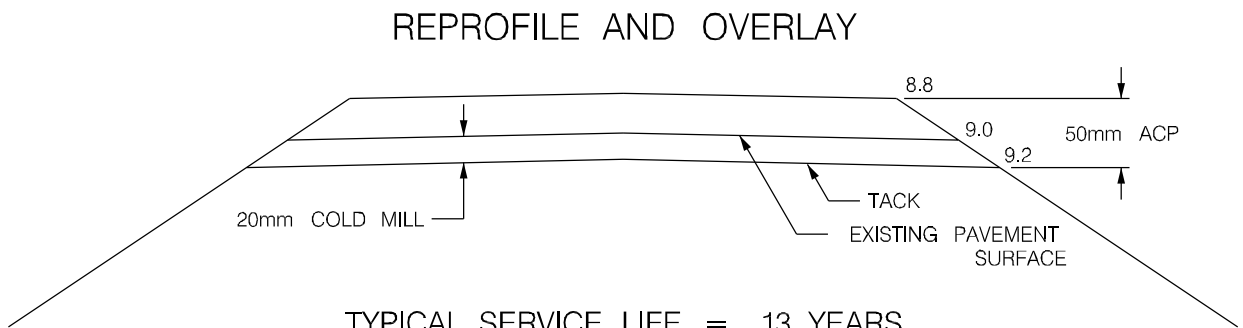 REPROFILE AND OVERLAY
8.8
9.0
50mm ACP
9.2
TACK
20mm COLD MILL
EXISTING PAVEMENT
SURFACE
TYPICAL SERVICE LIFE = 13 YEARS